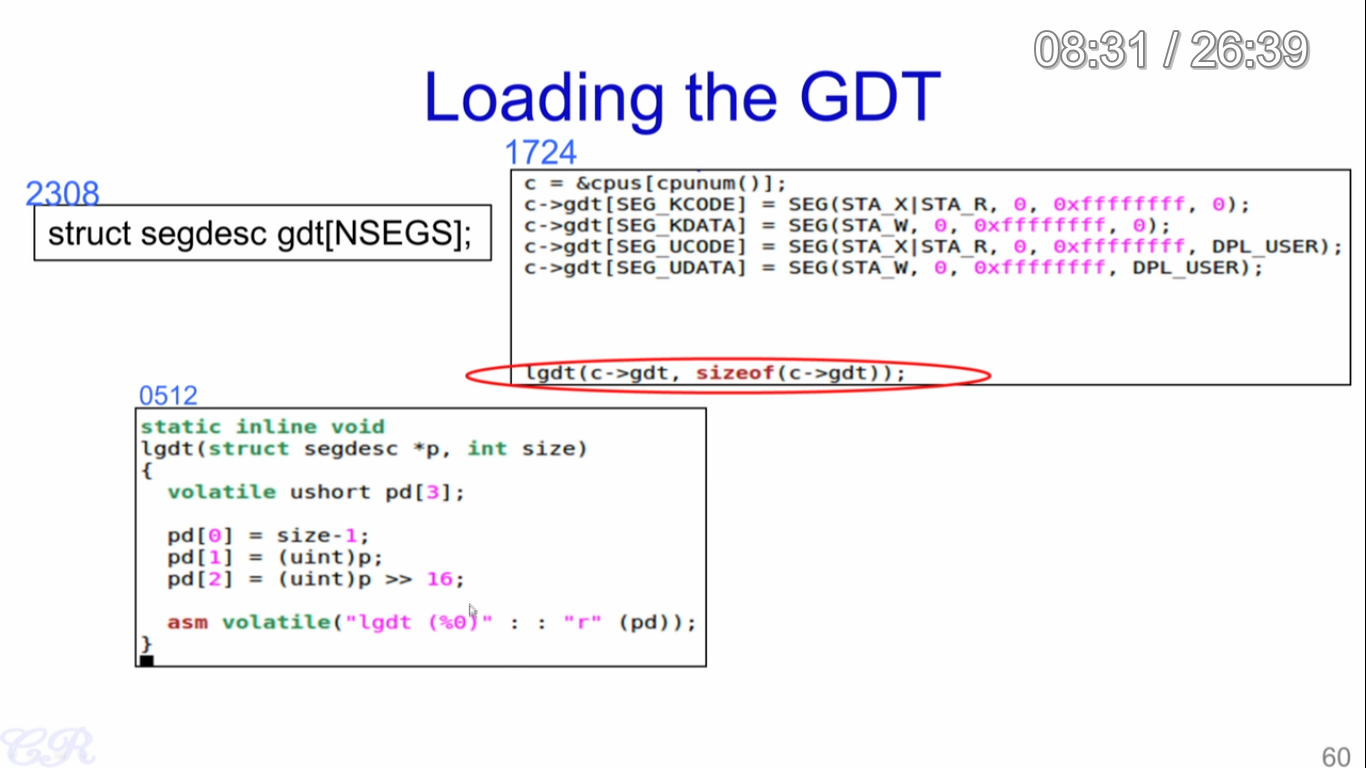 08:31 / 26:39
Loading the GDT
2308
struct segdesc gdt[NSEGS];
1724
c = &cpus[cpunum()];
c->gdt[SEG_KCODE] = SEG(STA_X|STA_R, 0, 0xffffffff, 0);
c->gdt[SEG_KDATA] = SEG(STA_W, 0, 0xffffffff, 0);
c->gdt[SEG_UCODE] = SEG(STA_X|STA_R, 0, 0xffffffff, DPL_USER);
c->gdt[SEG_UDATA] = SEG(STA_W, 0, 0xffffffff, DPL_USER);
lgdt(c->gdt, sizeof(c->gdt));
0512
static inline void
lgdt(struct segdesc *p, int size)
{
volatile ushort pd[3];
pd[0] = size-1;
pd[1] = (uint)p;
pd[2] = (uint)p >> 16;
asm volatile("lgdt (%0)" : : "r" (pd));
}
CR
60